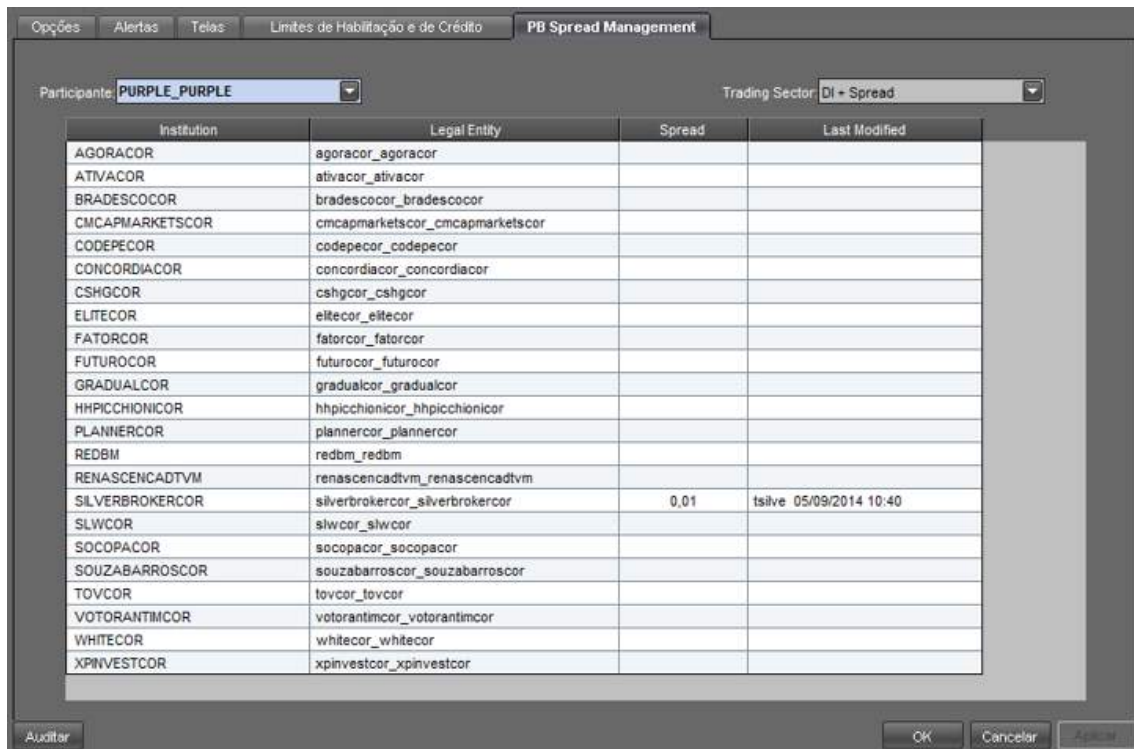 Opções Alertas Telas Limites de Habilitação e de Crédito PB Spread Management
Participante: PURPLE_PURPLE Trading Sector: DI + Spread
Institution Legal Entity Spread Last Modified
AGORACOR agoracor_agoracor
ATIVACOR ativacor_ativacor
BRADESCOCOR bradescocor_bradescocor
CMCAPMARKETSCOR cmcapmarketscor_cmcapmarketscor
CODEPECOR codepecor_codepecor
CONCORDIACOR concordiacor_concordiacor
CSHGCOR cshgcor_cshgcor
ELITECOR elitecor_elitecor
FATORCOR fatorcor_fatorcor
FUTUROCOR futurocor_futurocor
GRADUALCOR gradualcor_gradualcor
HHPICCHIONICOR hhpicchionicor_hhpicchionicor
PLANNERCOR plannercor_plannercor
REDBM redbm_redbm
RENASCENCADTVM renascencadtvm_renascencadtvm
SILVERBROKERCOR silverbrokercor_silverbrokercor 0,01 tsilve 05/09/2014 10:40
SLWCOR slwcor_slwcor
SOCOPACOR socopacor_socopacor
SOUZABARROSCOR souzabarroscor_souzabarroscor
TOVCOR tovcor_tovcor
VOTORANTIMCOR votorantimcor_votorantimcor
WHITECOR whitecor_whitecor
XPINVESTCOR xpinvestcor_xpinvestcor
Auditar OK Cancelar Aplicar